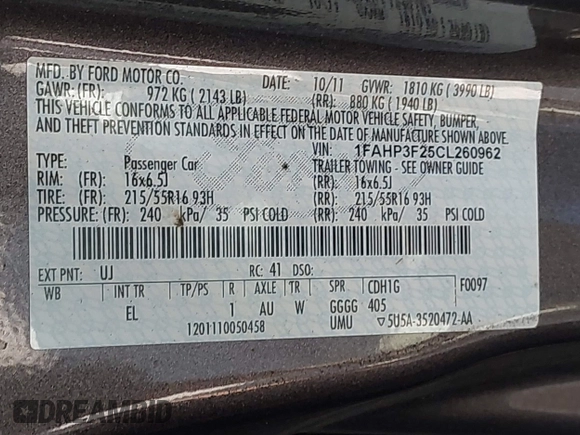 MFD. BY FORD MOTOR CO. DATE: 10/11 GVWR: 1810 KG ( 3990 LB)
GAWR: (FR): 972 KG ( 2143 LB) (RR): 880 KG ( 1940 LB)
THIS VEHICLE CONFORMS TO ALL APPLICABLE FEDERAL MOTOR VEHICLE SAFETY, BUMPER,
AND THEFT PREVENTION STANDARDS IN EFFECT ON THE DATE OF MANUFACTURE SHOWN ABOVE.
VIN: 1FAHP3F25CL260962
TYPE: Passenger Car TRAILER TOWING - SEE OWNER GUIDE
RIM: (FR): 16x6.5J (RR): 16x6.5J
TIRE: (FR): 215/55R16 93H (RR): 215/55R16 93H
PRESSURE: (FR): 240 kPa/ 35 PSI COLD (RR): 240 kPa/ 35 PSI COLD
EXT PNT: UJ RC: 41 DSO:
WB INT TR TP/PS R AXLE TR SPR CDH1G F0097
EL 1 AU W GGGG 405
1201110050458 UMU ▽5U5A-3520472-AA
DREAMBID